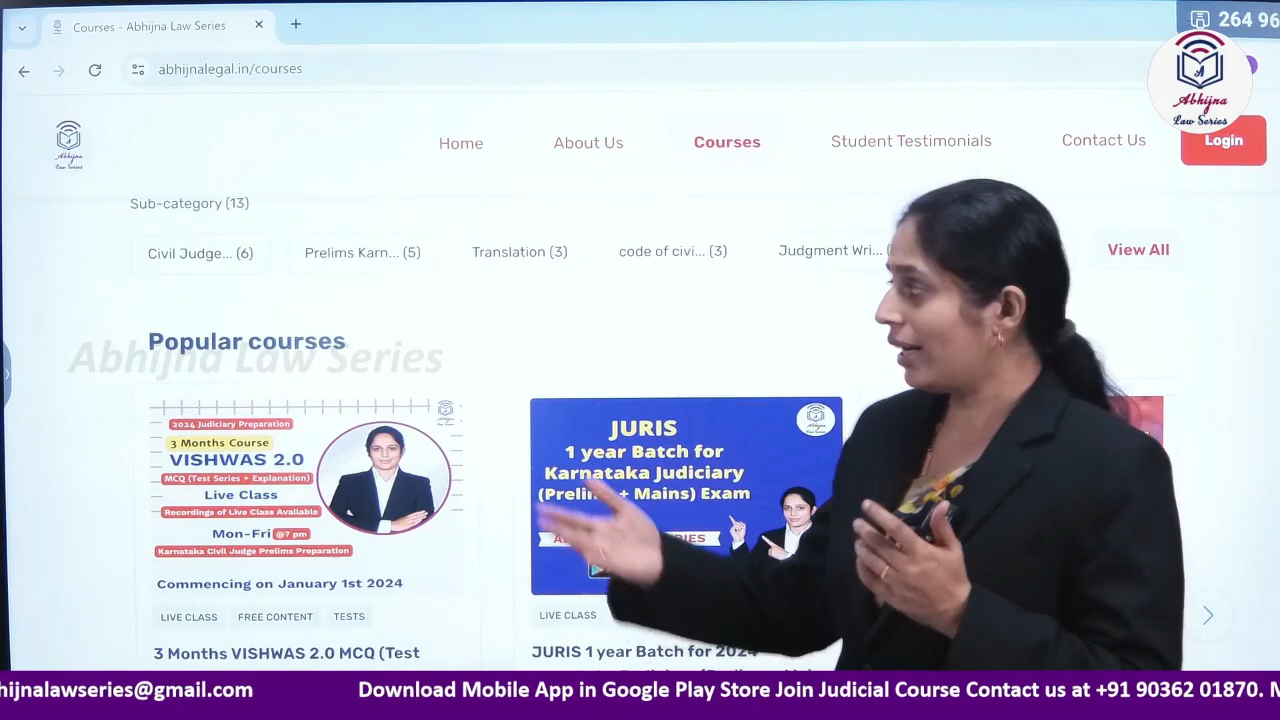 Courses - Abhijna Law Series
264 96
abhijnalegal.in/courses
Abhijna
Law Series
Abhijna
Law Series
Home
About Us
Courses
Student Testimonials
Contact Us
Login
Sub-category (13)
Civil Judge... (6)
Prelims Karn... (5)
Translation (3)
code of civi... (3)
Judgment Wri...
View All
Popular courses
Abhijna Law Series
2024 Judiciary Preparation
3 Months Course
VISHWAS 2.0
MCQ (Test Series + Explanation)
Live Class
Recordings of Live Class Available
Mon-Fri @7 pm
Karnataka Civil Judge Prelims Preparation
Commencing on January 1st 2024
LIVE CLASS
FREE CONTENT
TESTS
3 Months VISHWAS 2.0 MCQ (Test
JURIS
1 year Batch for
Karnataka Judiciary
+ Mains) Exam
LIVE CLASS
JURIS 1 year Batch for 2024
hijnalawseries@gmail.com
Download Mobile App in Google Play Store Join Judicial Course Contact us at +91 90362 01870.